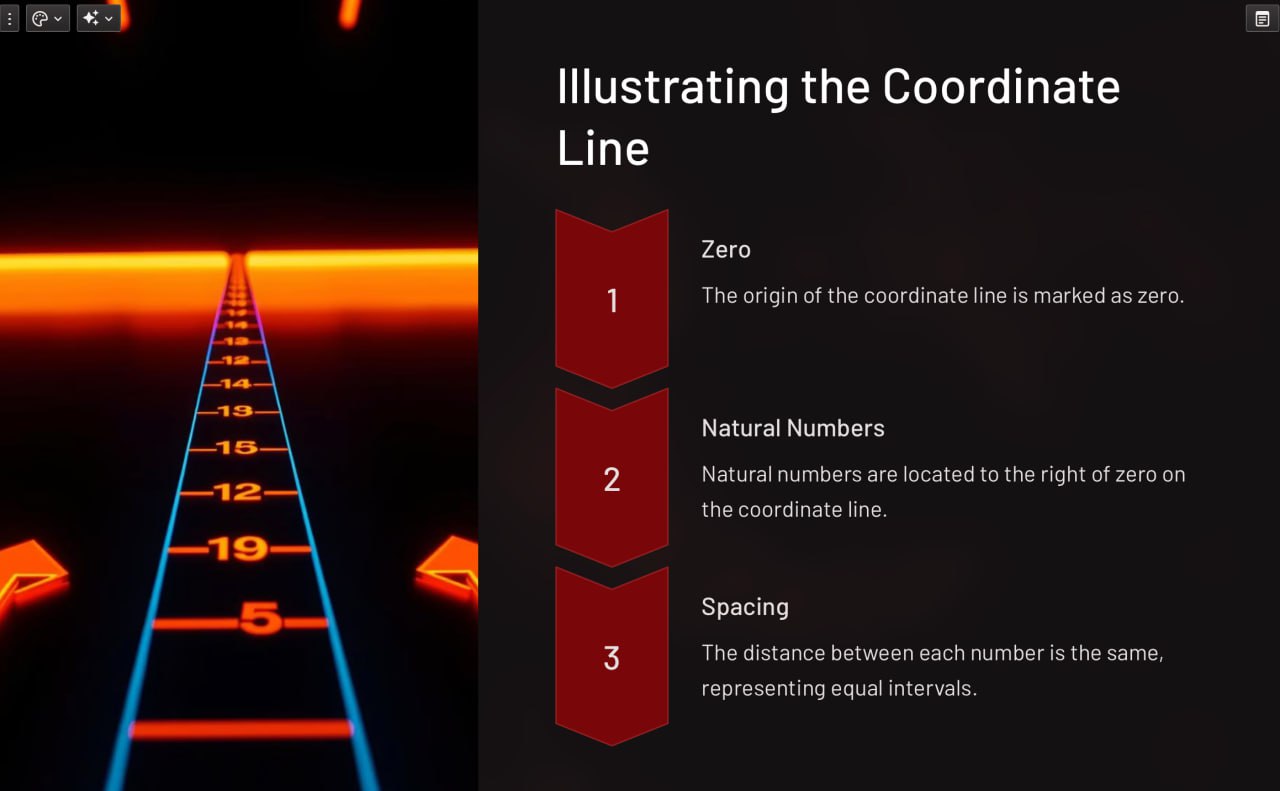 Illustrating the Coordinate
Line
1
Zero
The origin of the coordinate line is marked as zero.
2
Natural Numbers
Natural numbers are located to the right of zero on
the coordinate line.
3
Spacing
The distance between each number is the same,
representing equal intervals.
14
13
12
14
13
15
12
19
5